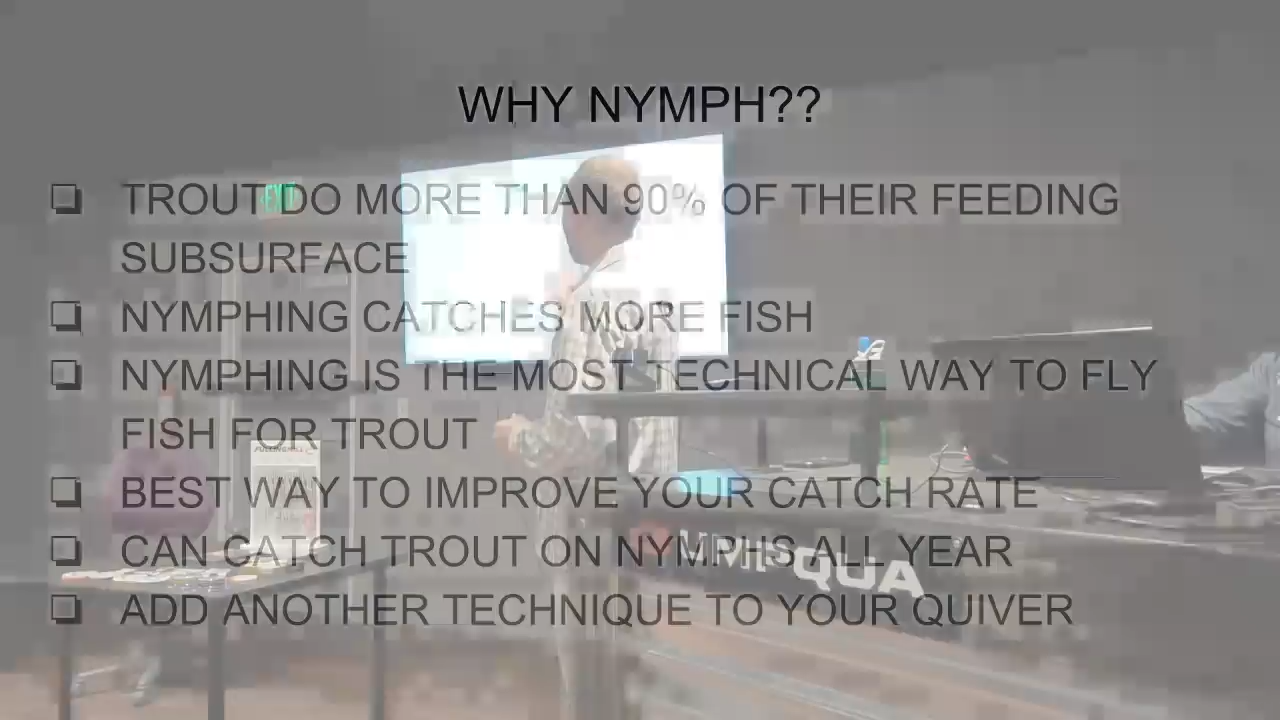 WHY NYMPH??
TROUT DO MORE THAN 90% OF THEIR FEEDING
SUBSURFACE
NYMPHING CATCHES MORE FISH
NYMPHING IS THE MOST TECHNICAL WAY TO FLY
FISH FOR TROUT
BEST WAY TO IMPROVE YOUR CATCH RATE
CAN CATCH TROUT ON NYMPHS ALL YEAR
ADD ANOTHER TECHNIQUE TO YOUR QUIVER
EXIT